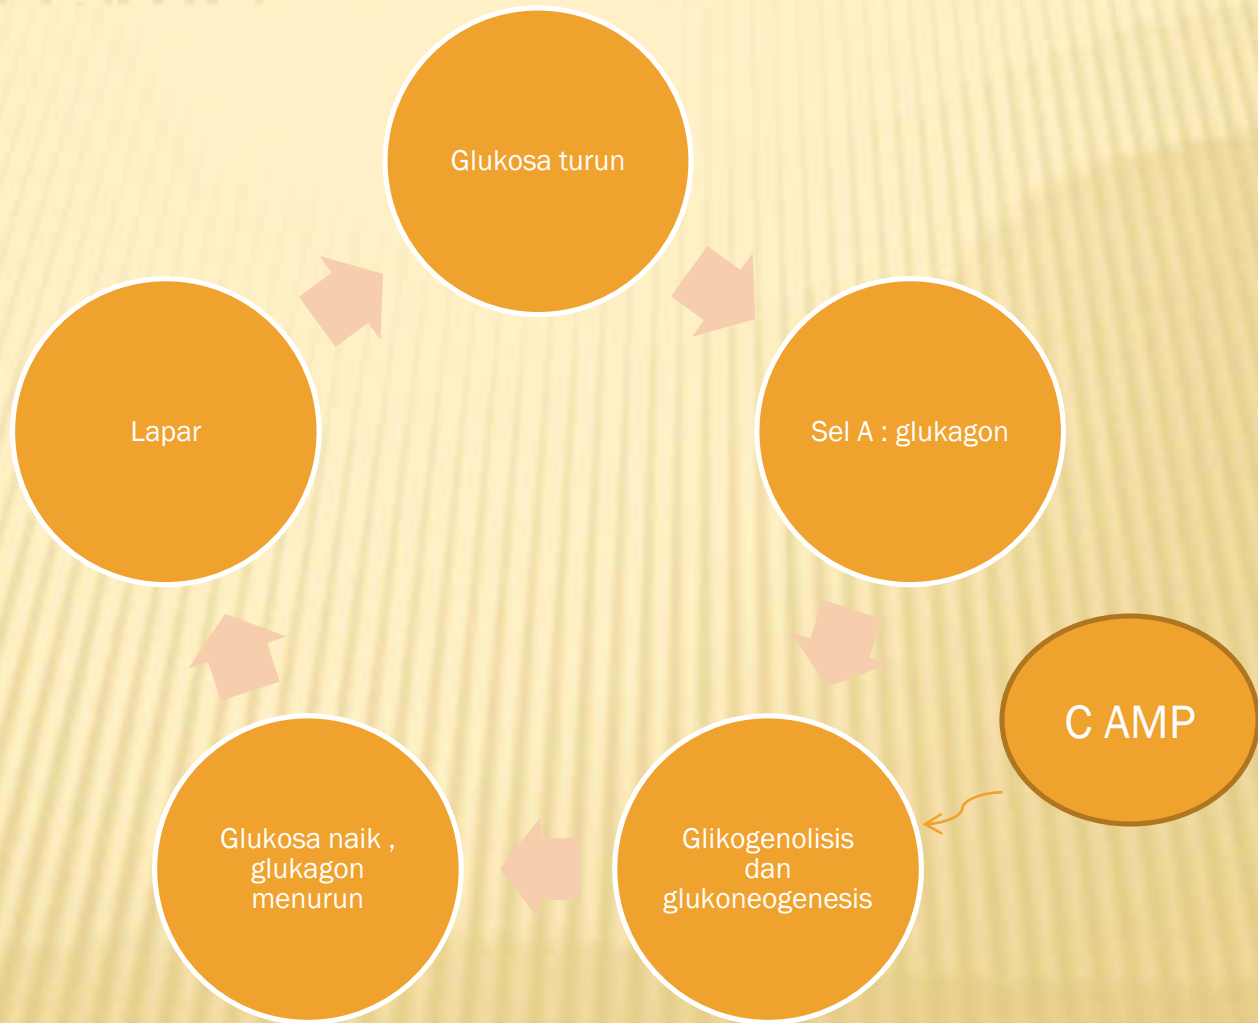 Glukosa turun
Sel A : glukagon
C AMP
Glikogenolisis
dan
glukoneogenesis
Glukosa naik ,
glukagon
menurun
Lapar